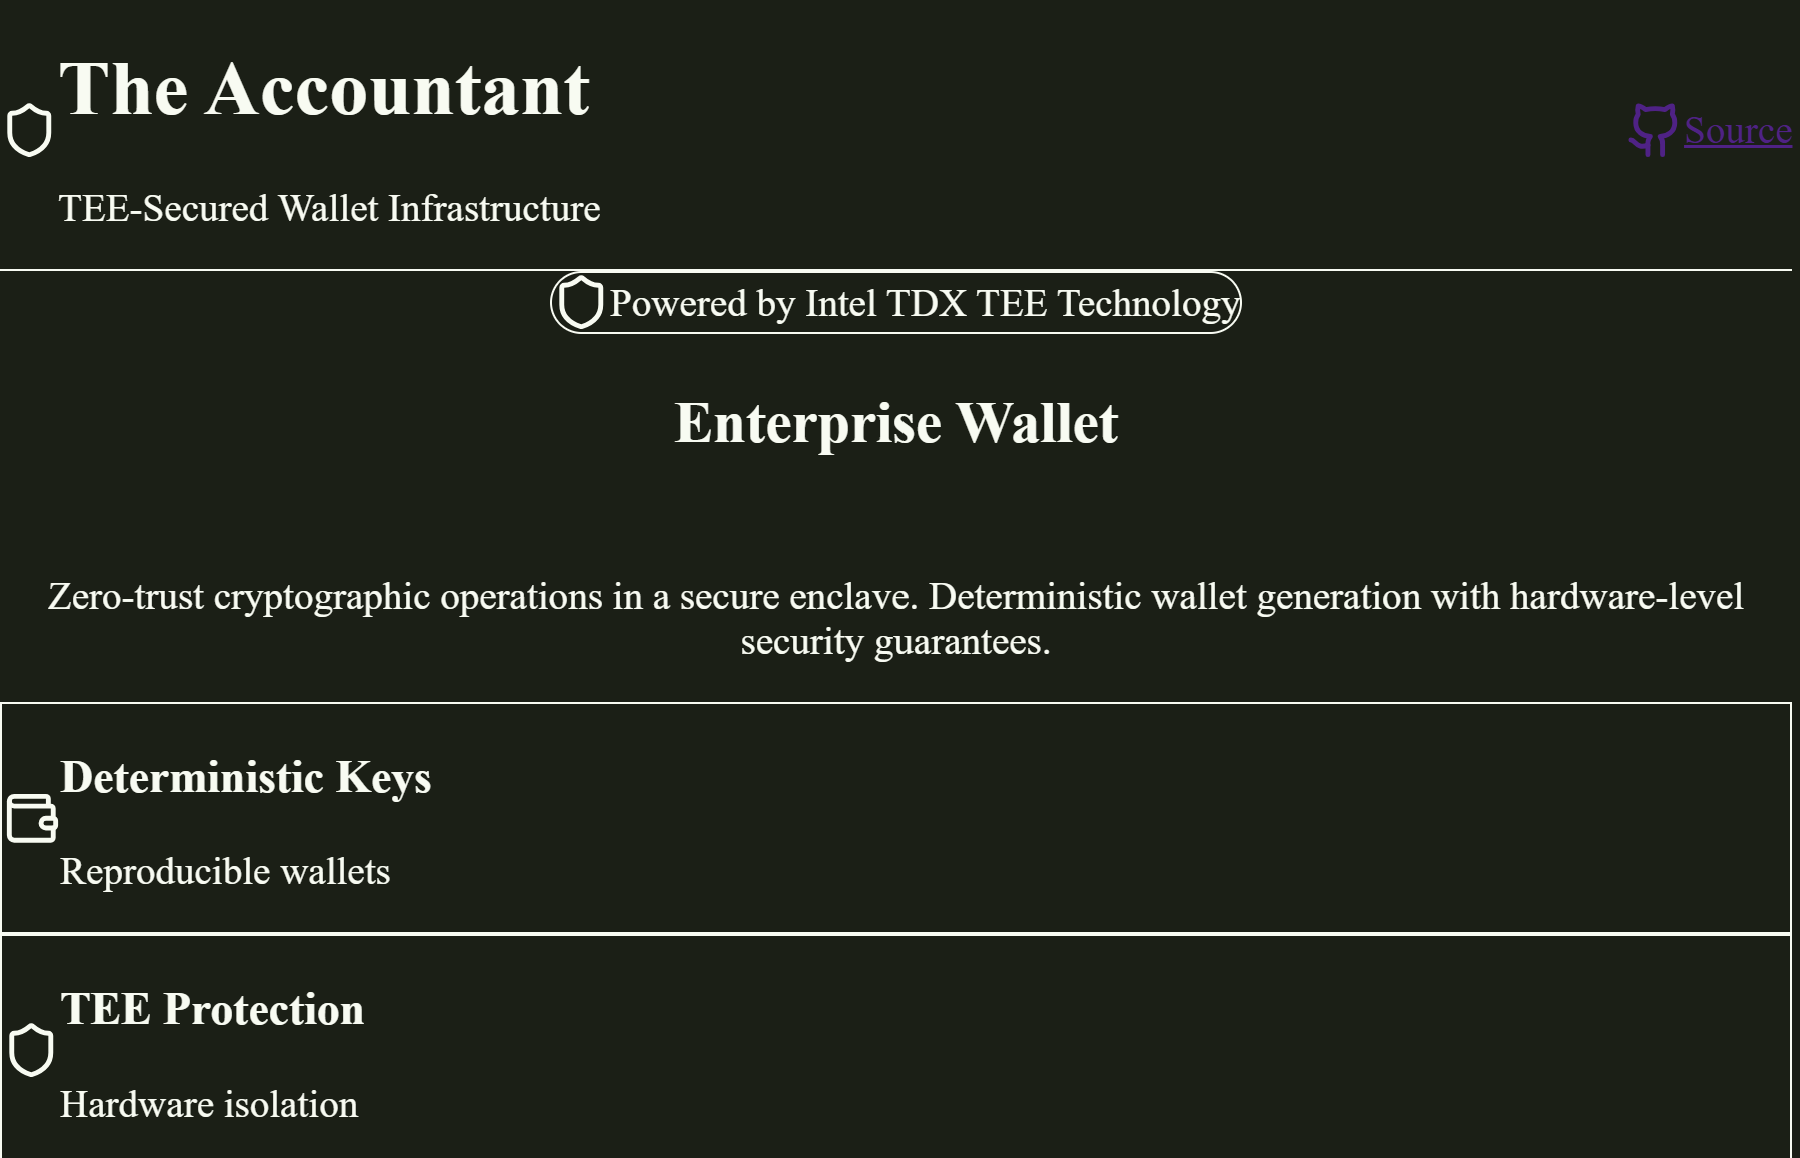 The Accountant
TEE-Secured Wallet Infrastructure
Source
Powered by Intel TDX TEE Technology
Enterprise Wallet
Zero-trust cryptographic operations in a secure enclave. Deterministic wallet generation with hardware-level
security guarantees.
Deterministic Keys
Reproducible wallets
TEE Protection
Hardware isolation